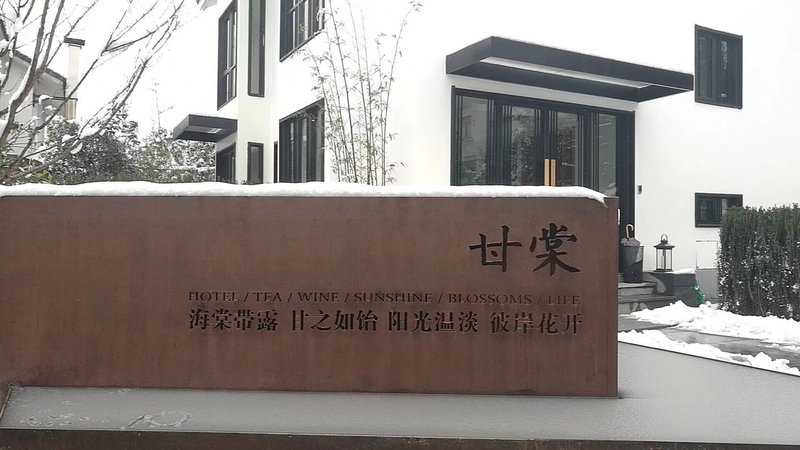 甘棠
HOTEL / TEA / WINE / SUNSHINE / BLOSSOMS / LIFE
海棠带露 甘之如饴 阳光温淡 彼岸花开